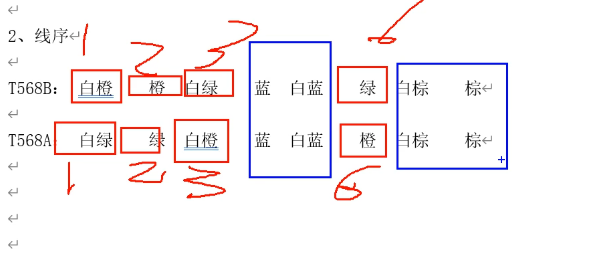 2、线序
1 2 3 6
T568B: 白橙 橙 白绿 蓝 白蓝 绿 白棕 棕
T568A 白绿 绿 白橙 蓝 白蓝 橙 白棕 棕
1 2 3 6